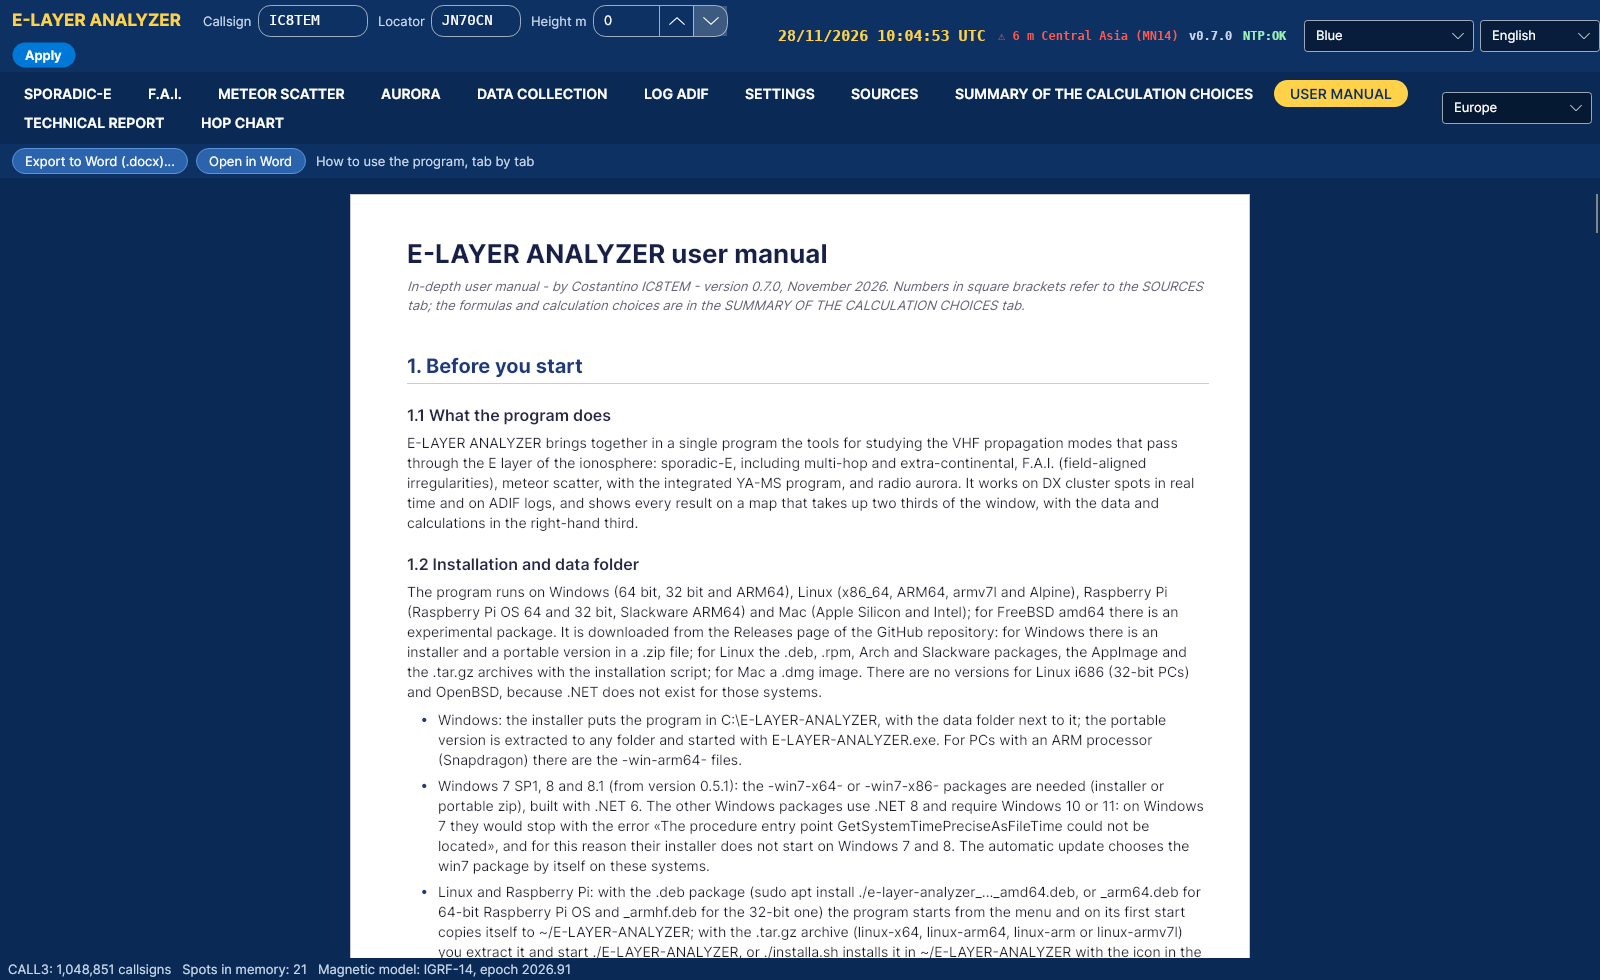 E-LAYER ANALYZER
Callsign IC8TEM Locator JN70CN Height m 0
Apply
28/11/2026 10:04:53 UTC ⚠ 6 m Central Asia (MN14) v0.7.0 NTP:OK
Blue
English
SPORADIC-E F.A.I. METEOR SCATTER AURORA DATA COLLECTION LOG ADIF SETTINGS SOURCES SUMMARY OF THE CALCULATION CHOICES USER MANUAL
TECHNICAL REPORT HOP CHART
Europe
Export to Word (.docx)... Open in Word How to use the program, tab by tab
E-LAYER ANALYZER user manual
In-depth user manual - by Costantino IC8TEM - version 0.7.0, November 2026. Numbers in square brackets refer to the SOURCES
tab; the formulas and calculation choices are in the SUMMARY OF THE CALCULATION CHOICES tab.
1. Before you start
1.1 What the program does
E-LAYER ANALYZER brings together in a single program the tools for studying the VHF propagation modes that pass
through the E layer of the ionosphere: sporadic-E, including multi-hop and extra-continental, F.A.I. (field-aligned
irregularities), meteor scatter, with the integrated YA-MS program, and radio aurora. It works on DX cluster spots in real
time and on ADIF logs, and shows every result on a map that takes up two thirds of the window, with the data and
calculations in the right-hand third.
1.2 Installation and data folder
The program runs on Windows (64 bit, 32 bit and ARM64), Linux (x86_64, ARM64, armv7l and Alpine), Raspberry Pi
(Raspberry Pi OS 64 and 32 bit, Slackware ARM64) and Mac (Apple Silicon and Intel); for FreeBSD amd64 there is an
experimental package. It is downloaded from the Releases page of the GitHub repository: for Windows there is an
installer and a portable version in a .zip file; for Linux the .deb, .rpm, Arch and Slackware packages, the AppImage and
the .tar.gz archives with the installation script; for Mac a .dmg image. There are no versions for Linux i686 (32-bit PCs)
and OpenBSD, because .NET does not exist for those systems.
• Windows: the installer puts the program in C:\E-LAYER-ANALYZER, with the data folder next to it; the portable
version is extracted to any folder and started with E-LAYER-ANALYZER.exe. For PCs with an ARM processor
(Snapdragon) there are the -win-arm64- files.
• Windows 7 SP1, 8 and 8.1 (from version 0.5.1): the -win7-x64- or -win7-x86- packages are needed (installer or
portable zip), built with .NET 6. The other Windows packages use .NET 8 and require Windows 10 or 11: on Windows
7 they would stop with the error «The procedure entry point GetSystemTimePreciseAsFileTime could not be
located», and for this reason their installer does not start on Windows 7 and 8. The automatic update chooses the
win7 package by itself on these systems.
• Linux and Raspberry Pi: with the .deb package (sudo apt install ./e-layer-analyzer_..._amd64.deb, or _arm64.deb for
64-bit Raspberry Pi OS and _armhf.deb for the 32-bit one) the program starts from the menu and on its first start
copies itself to ~/E-LAYER-ANALYZER; with the .tar.gz archive (linux-x64, linux-arm64, linux-arm or linux-armv7l)
you extract it and start ./E-LAYER-ANALYZER, or ./installa.sh installs it in ~/E-LAYER-ANALYZER with the icon in the
CALL3: 1,048,851 callsigns Spots in memory: 21 Magnetic model: IGRF-14, epoch 2026.91